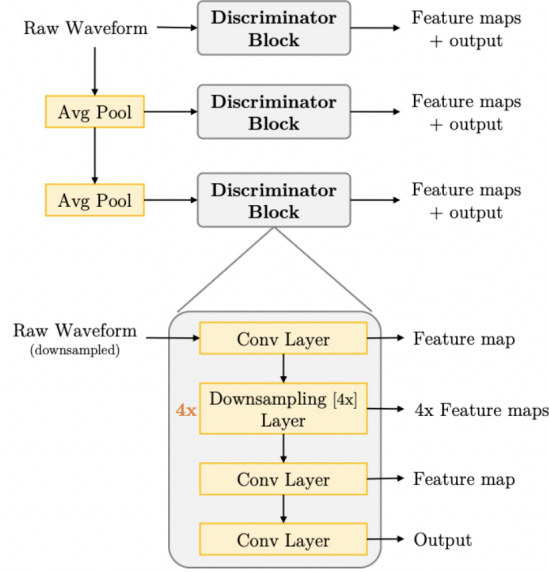 Raw Waveform
Discriminator
Block
Feature maps
+ output
Avg Pool
Discriminator
Block
Feature maps
+ output
Avg Pool
Discriminator
Block
Feature maps
+ output
Raw Waveform
(downsampled)
Conv Layer
Feature map
4x
Downsampling [4x]
Layer
4x Feature maps
Conv Layer
Feature map
Conv Layer
Output